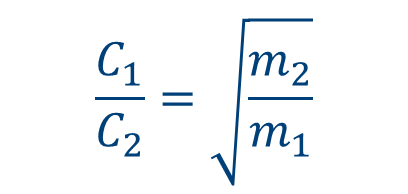 C₁/C₂ = √(m₂/m₁)